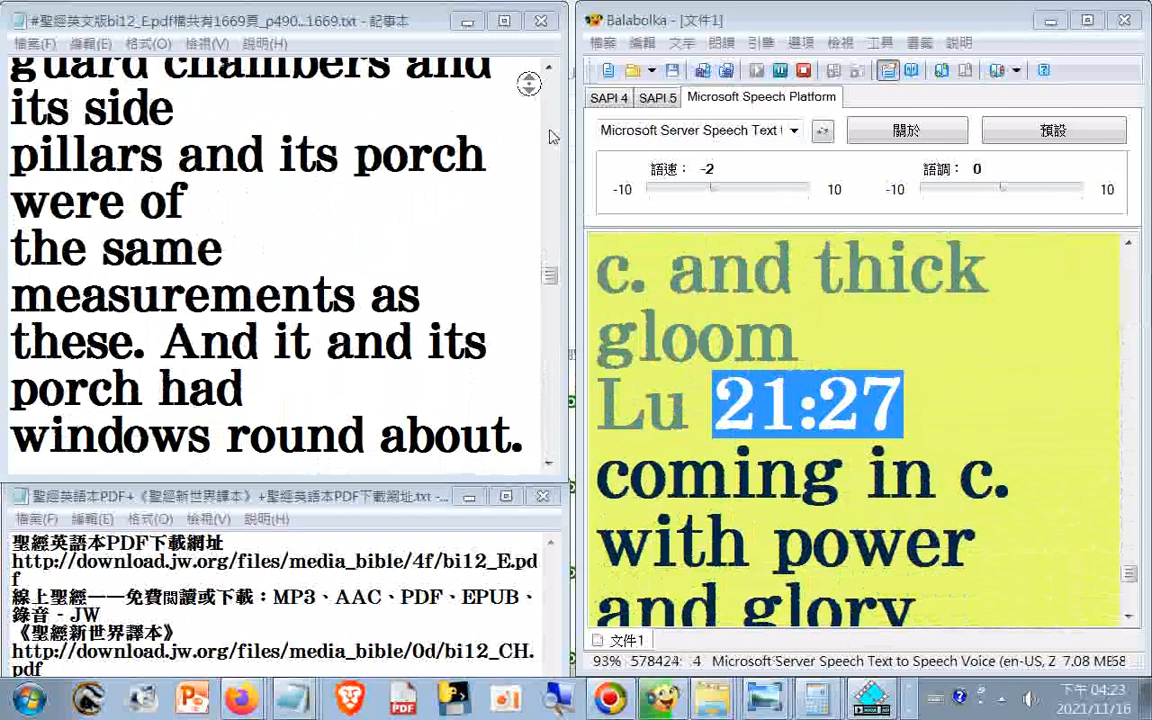 #聖經英文版bi12_E.pdf檔共有1669頁_p490...1669.txt - 記事本
檔案(F) 編輯(E) 格式(O) 檢視(V) 說明(H)
guard chambers and
its side
pillars and its porch
were of
the same
measurements as
these. And it and its
porch had
windows round about.
聖經英語本PDF+《聖經新世界譯本》+聖經英語本PDF下載網址.txt -...
檔案(F) 編輯(E) 格式(O) 檢視(V) 說明(H)
聖經英語本PDF下載網址
http://download.jw.org/files/media_bible/4f/bi12_E.pd
f
線上聖經——免費閱讀或下載：MP3、AAC、PDF、EPUB、
錄音 - JW
《聖經新世界譯本》
http://download.jw.org/files/media_bible/0d/bi12_CH.
pdf
Balabolka - [文件1]
檔案 編輯 文字 朗讀 引擎 選項 檢視 工具 書籤 說明
SAPI 4 SAPI 5 Microsoft Speech Platform
Microsoft Server Speech Text 關於 預設
語速： -2 語調： 0
-10 10 -10 10
c. and thick
gloom
Lu 21:27
coming in c.
with power
and glory
文件1
93% 578424: 4 Microsoft Server Speech Text to Speech Voice (en-US, Z 7.08 ME
PDF
下午 04:23
2021/11/16